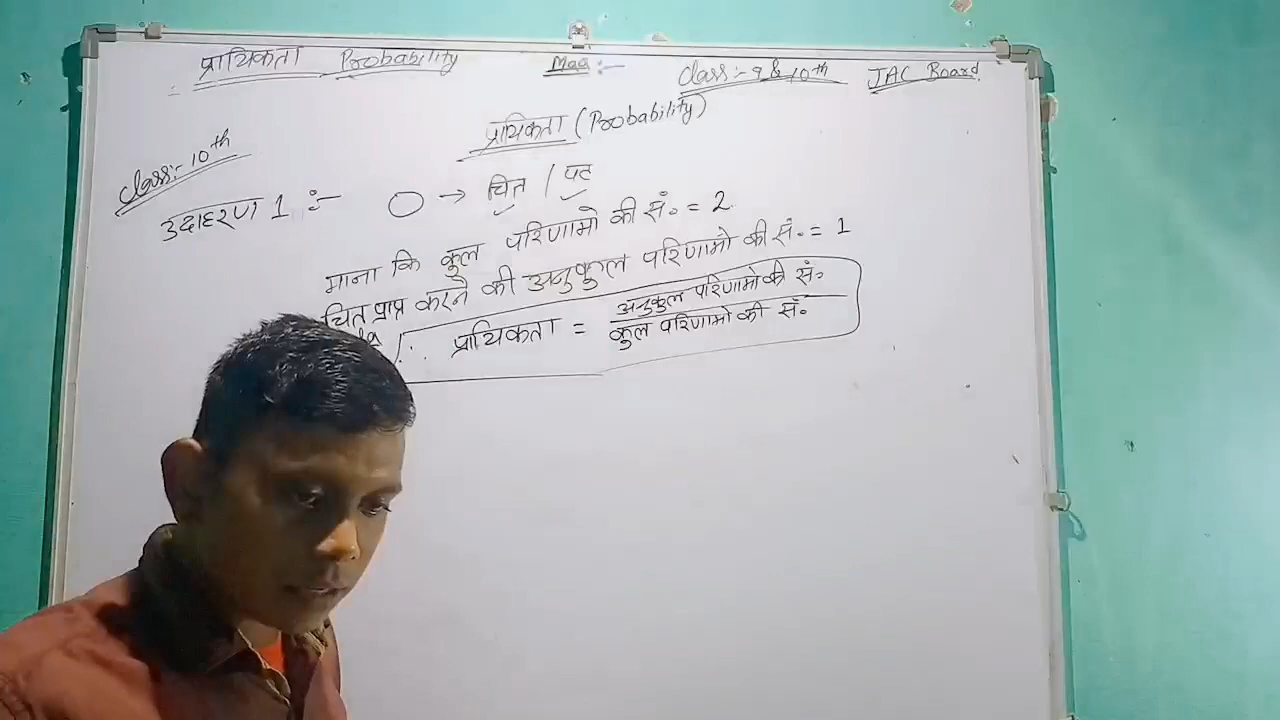 प्रायिकता Probability Maa :- Class :- 9 & 10th JAC Board
प्रायिकता (Probability)
Class :- 10th
उदाहरण 1 :- ○ → चित / पट
माना कि कुल परिणामो की सं० = 2
चित प्राप्त करने की अनुकुल परिणामो की सं० = 1
∴ प्रायिकता = अनुकुल परिणामो की सं०
कुल परिणामो की सं०